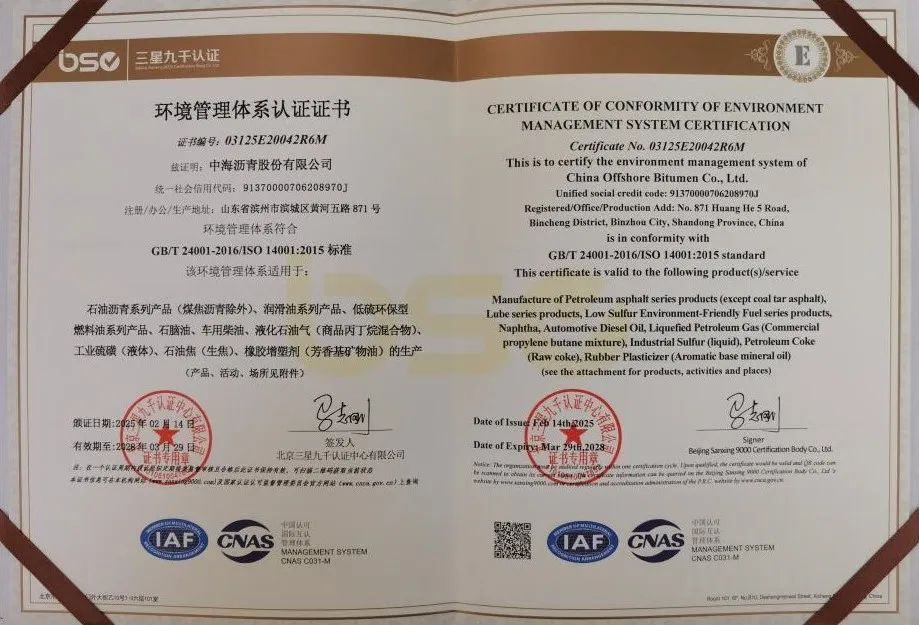 bsc
三星九千认证
环境管理体系认证证书
证书编号: 03125E20042R6M
兹证明: 中海沥青股份有限公司
统一社会信用代码: 91370000706208970J
注册/办公/生产地址: 山东省滨州市滨城区黄河五路 871 号
环境管理体系符合
GB/T 24001-2016/ISO 14001:2015 标准
该环境管理体系适用于:
石油沥青系列产品（煤焦沥青除外）、润滑油系列产品、低硫环保型
燃料油系列产品、石脑油、车用柴油、液化石油气（商品丙丁烷混合物）、
工业硫磺（液体）、石油焦（生焦）、橡胶增塑剂（芳香基矿物油）的生产
（产品、活动、场所见附件）
颁证日期: 2025 年 02 月 14 日
有效期至: 2028 年 03 月 29 日
证书专用章
签发人
北京三星九千认证中心有限公司
IAF
CNAS
中国认可
国际互认
管理体系
MANAGEMENT SYSTEM
CNAS C031-M
E
CERTIFICATE OF CONFORMITY OF ENVIRONMENT
MANAGEMENT SYSTEM CERTIFICATION
Certificate No. 03125E20042R6M
This is to certify the environment management system of
China Offshore Bitumen Co., Ltd.
Unified social credit code: 91370000706208970J
Registered/Office/Production Add: No. 871 Huang He 5 Road,
Bincheng District, Binzhou City, Shandong Province, China
is in conformity with
GB/T 24001-2016/ISO 14001:2015 standard
This certificate is valid to the following product(s)/service
Manufacture of Petroleum asphalt series products (except coal tar asphalt),
Lube series products, Low Sulfur Environment-Friendly Fuel series products,
Naphtha, Automotive Diesel Oil, Liquefied Petroleum Gas (Commercial
propylene butane mixture), Industrial Sulfur (liquid), Petroleum Coke
(Raw coke), Rubber Plasticizer (Aromatic base mineral oil)
(see the attachment for products, activities and places)
Date of Issue: Feb 14th 2025
Date of Expiry: Mar 29th 2028
证书专用章
Signer
Beijing Sanxing 9000 Certification Body Co., Ltd.
IAF
CNAS
中国认可
国际互认
管理体系
MANAGEMENT SYSTEM
CNAS C031-M